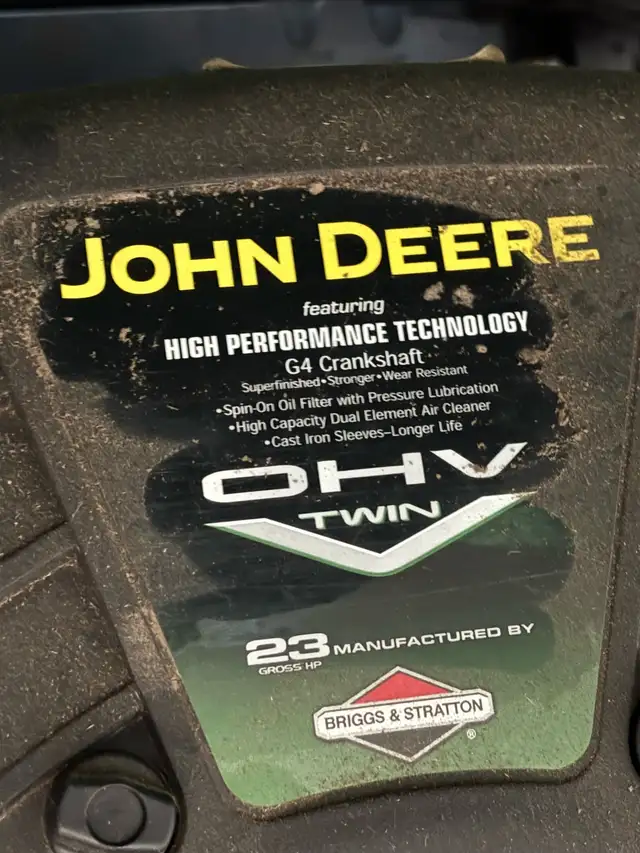 JOHN DEERE
featuring
HIGH PERFORMANCE TECHNOLOGY
G4 Crankshaft
Superfinished•Stronger•Wear Resistant
•Spin-On Oil Filter with Pressure Lubrication
•High Capacity Dual Element Air Cleaner
•Cast Iron Sleeves–Longer Life
OHV
TWIN
23 MANUFACTURED BY
GROSS HP
BRIGGS & STRATTON
®